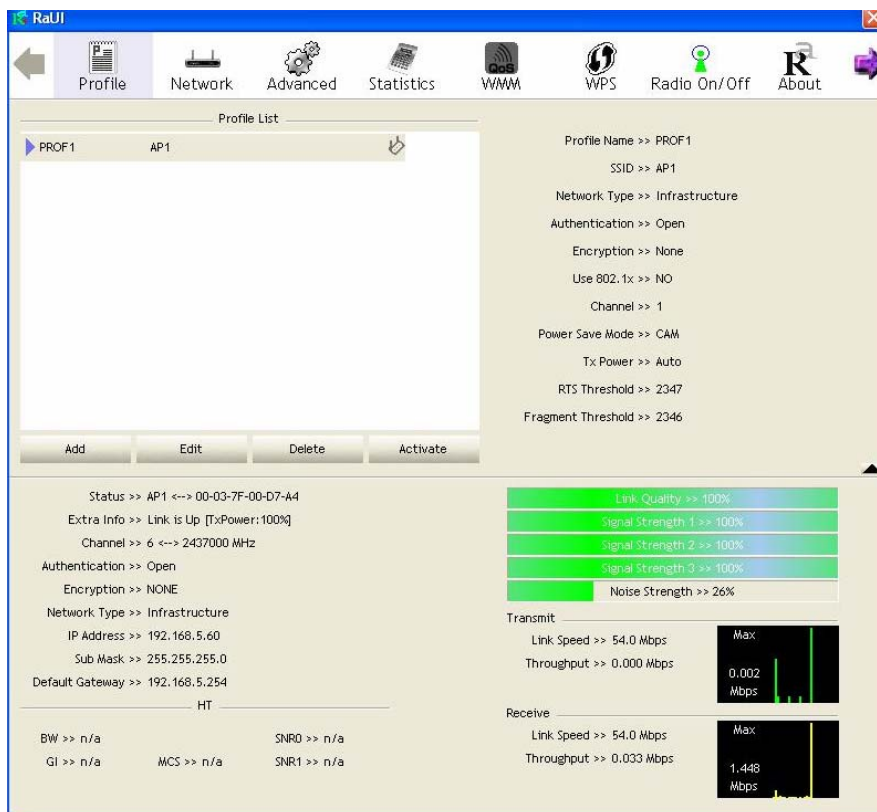 RaUI
Profile
Network
Advanced
Statistics
QoS
WMM
WPS
Radio On/Off
About
Profile List
PROF1 AP1
Profile Name >> PROF1
SSID >> AP1
Network Type >> Infrastructure
Authentication >> Open
Encryption >> None
Use 802.1x >> NO
Channel >> 1
Power Save Mode >> CAM
Tx Power >> Auto
RTS Threshold >> 2347
Fragment Threshold >> 2346
Add Edit Delete Activate
Status >> AP1 <--> 00-03-7F-00-D7-A4
Extra Info >> Link is Up [TxPower:100%]
Channel >> 6 <--> 2437000 MHz
Authentication >> Open
Encryption >> NONE
Network Type >> Infrastructure
IP Address >> 192.168.5.60
Sub Mask >> 255.255.255.0
Default Gateway >> 192.168.5.254
HT
BW >> n/a SNR0 >> n/a
GI >> n/a MCS >> n/a SNR1 >> n/a
Link Quality >> 100%
Signal Strength 1 >> 100%
Signal Strength 2 >> 100%
Signal Strength 3 >> 100%
Noise Strength >> 26%
Transmit
Link Speed >> 54.0 Mbps
Throughput >> 0.000 Mbps
Max
0.002
Mbps
Receive
Link Speed >> 54.0 Mbps
Throughput >> 0.033 Mbps
Max
1.448
Mbps